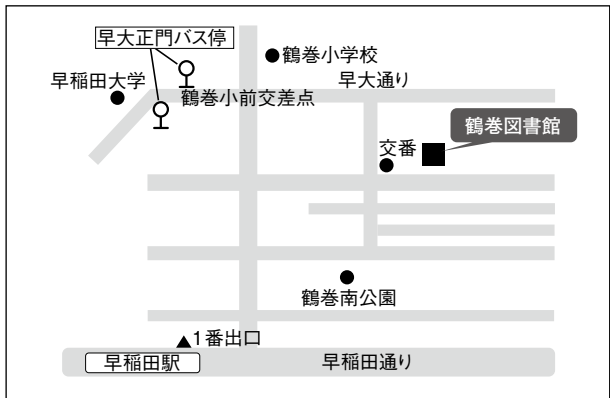 早大正門バス停
鶴巻小学校
早稲田大学
早大通り
鶴巻小前交差点
鶴巻図書館
交番
鶴巻南公園
▲1番出口
早稲田駅
早稲田通り